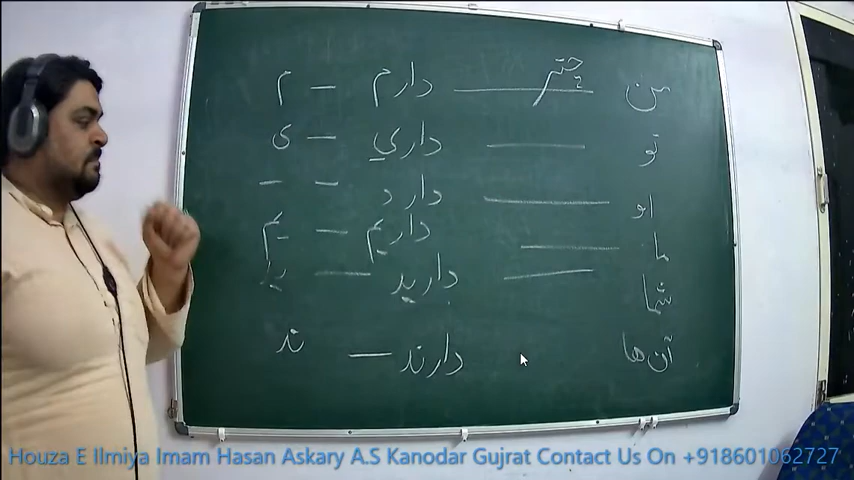 من چتر دارم – م
تو داري – ی
او دارد – –
ما داریم – یم
شما دارید – ید
آن ها دارند – ند
Houza E Ilmiya Imam Hasan Askary A.S Kanodar Gujrat Contact Us On +918601062727